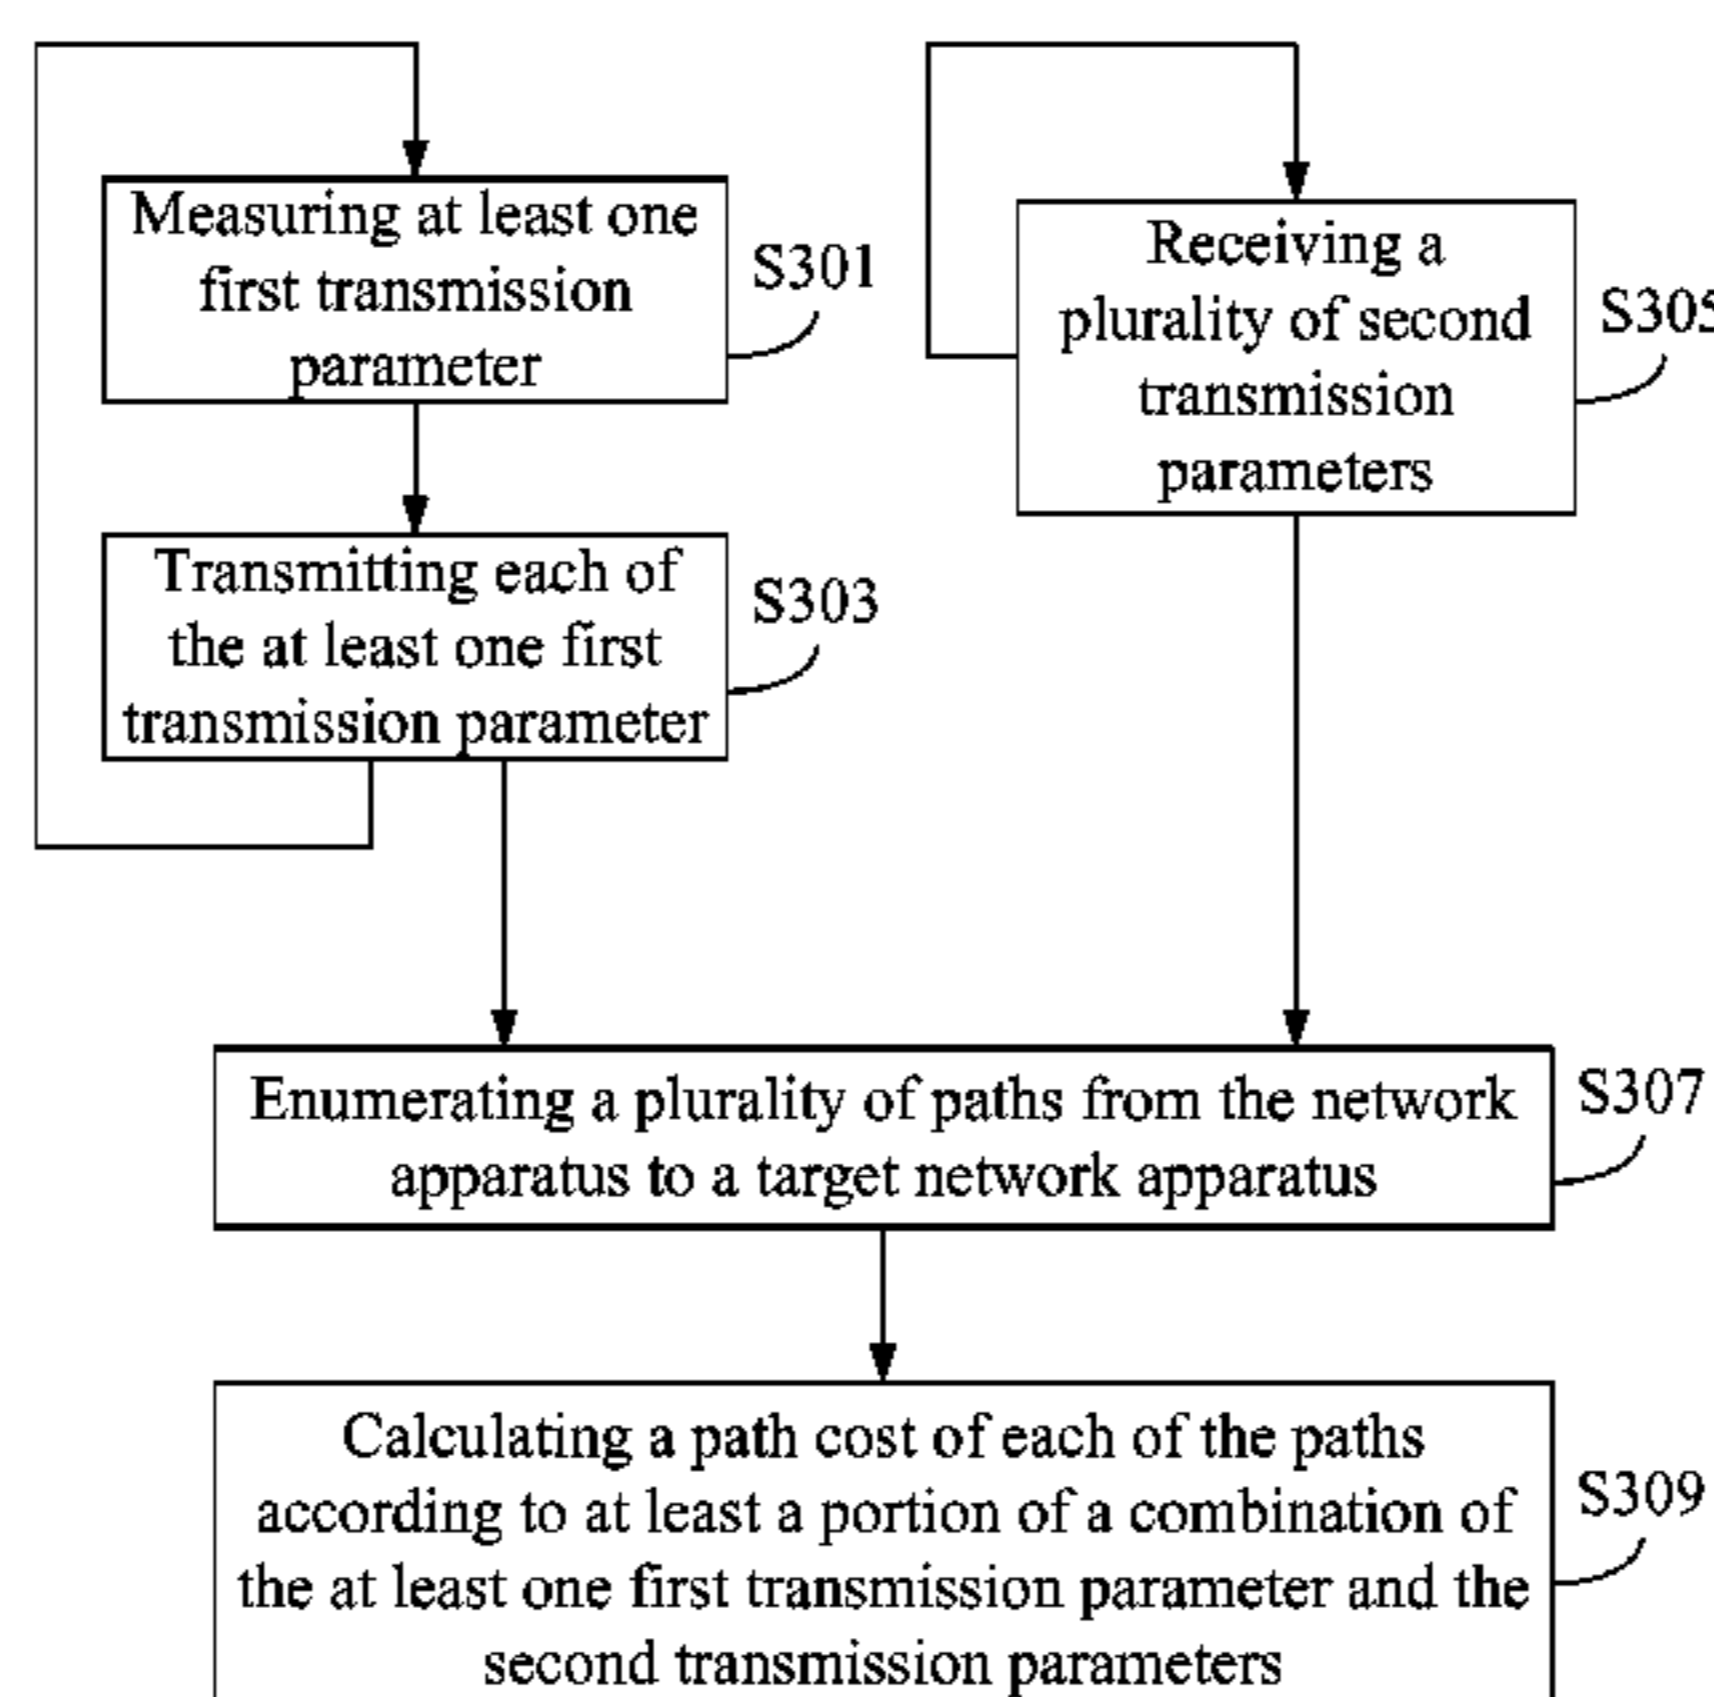 Measuring at least one
first transmission
parameter
S301
Transmitting each of
the at least one first
transmission parameter
S303
Receiving a
plurality of second
transmission
parameters
S305
Enumerating a plurality of paths from the network
apparatus to a target network apparatus
S307
Calculating a path cost of each of the paths
according to at least a portion of a combination of
the at least one first transmission parameter and the
second transmission parameters
S309